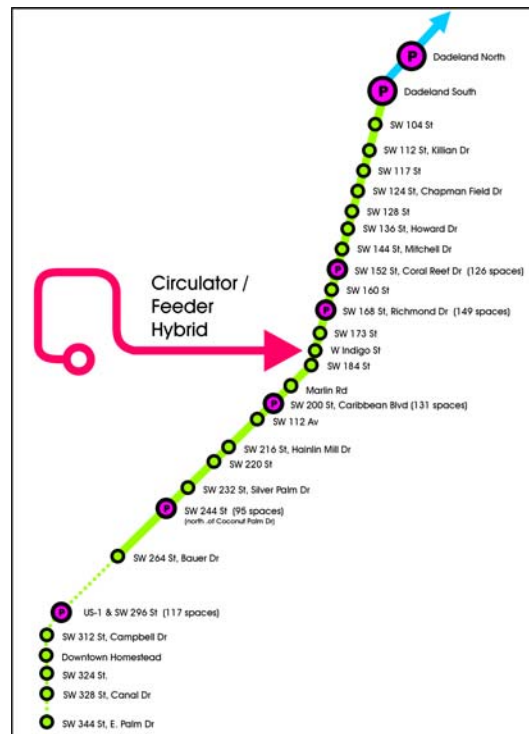 P
Dadeland North
P
Dadeland South
SW 104 St
SW 112 St, Killian Dr
SW 117 St
SW 124 St, Chapman Field Dr
SW 128 St
SW 136 St, Howard Dr
SW 144 St, Mitchell Dr
P
SW 152 St, Coral Reef Dr (126 spaces)
Circulator /
Feeder
Hybrid
SW 160 St
P
SW 168 St, Richmond Dr (149 spaces)
SW 173 St
W Indigo St
SW 184 St
Marlin Rd
P
SW 200 St, Caribbean Blvd (131 spaces)
SW 112 Av
SW 216 St, Hainlin Mill Dr
SW 220 St
SW 232 St, Silver Palm Dr
P
SW 244 St (95 spaces)
(north .of Coconut Palm Dr)
SW 264 St, Bauer Dr
P
US-1 & SW 296 St (117 spaces)
SW 312 St, Campbell Dr
Downtown Homestead
SW 324 St.
SW 328 St, Canal Dr
SW 344 St, E. Palm Dr